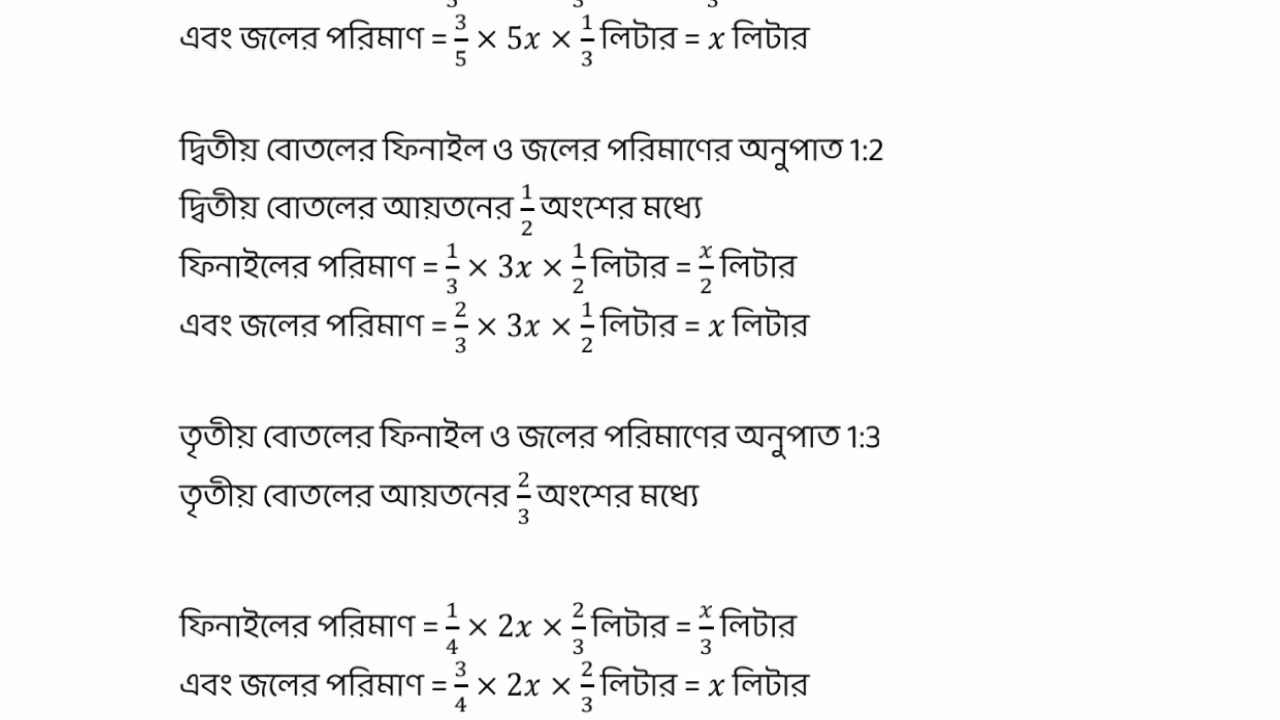 এবং জলের পরিমাণ = 3/5 × 5x × 1/3 লিটার = x লিটার
দ্বিতীয় বোতলের ফিনাইল ও জলের পরিমাণের অনুপাত 1:2
দ্বিতীয় বোতলের আয়তনের 1/2 অংশের মধ্যে
ফিনাইলের পরিমাণ = 1/3 × 3x × 1/2 লিটার = x/2 লিটার
এবং জলের পরিমাণ = 2/3 × 3x × 1/2 লিটার = x লিটার
তৃতীয় বোতলের ফিনাইল ও জলের পরিমাণের অনুপাত 1:3
তৃতীয় বোতলের আয়তনের 2/3 অংশের মধ্যে
ফিনাইলের পরিমাণ = 1/4 × 2x × 2/3 লিটার = x/3 লিটার
এবং জলের পরিমাণ = 3/4 × 2x × 2/3 লিটার = x লিটার